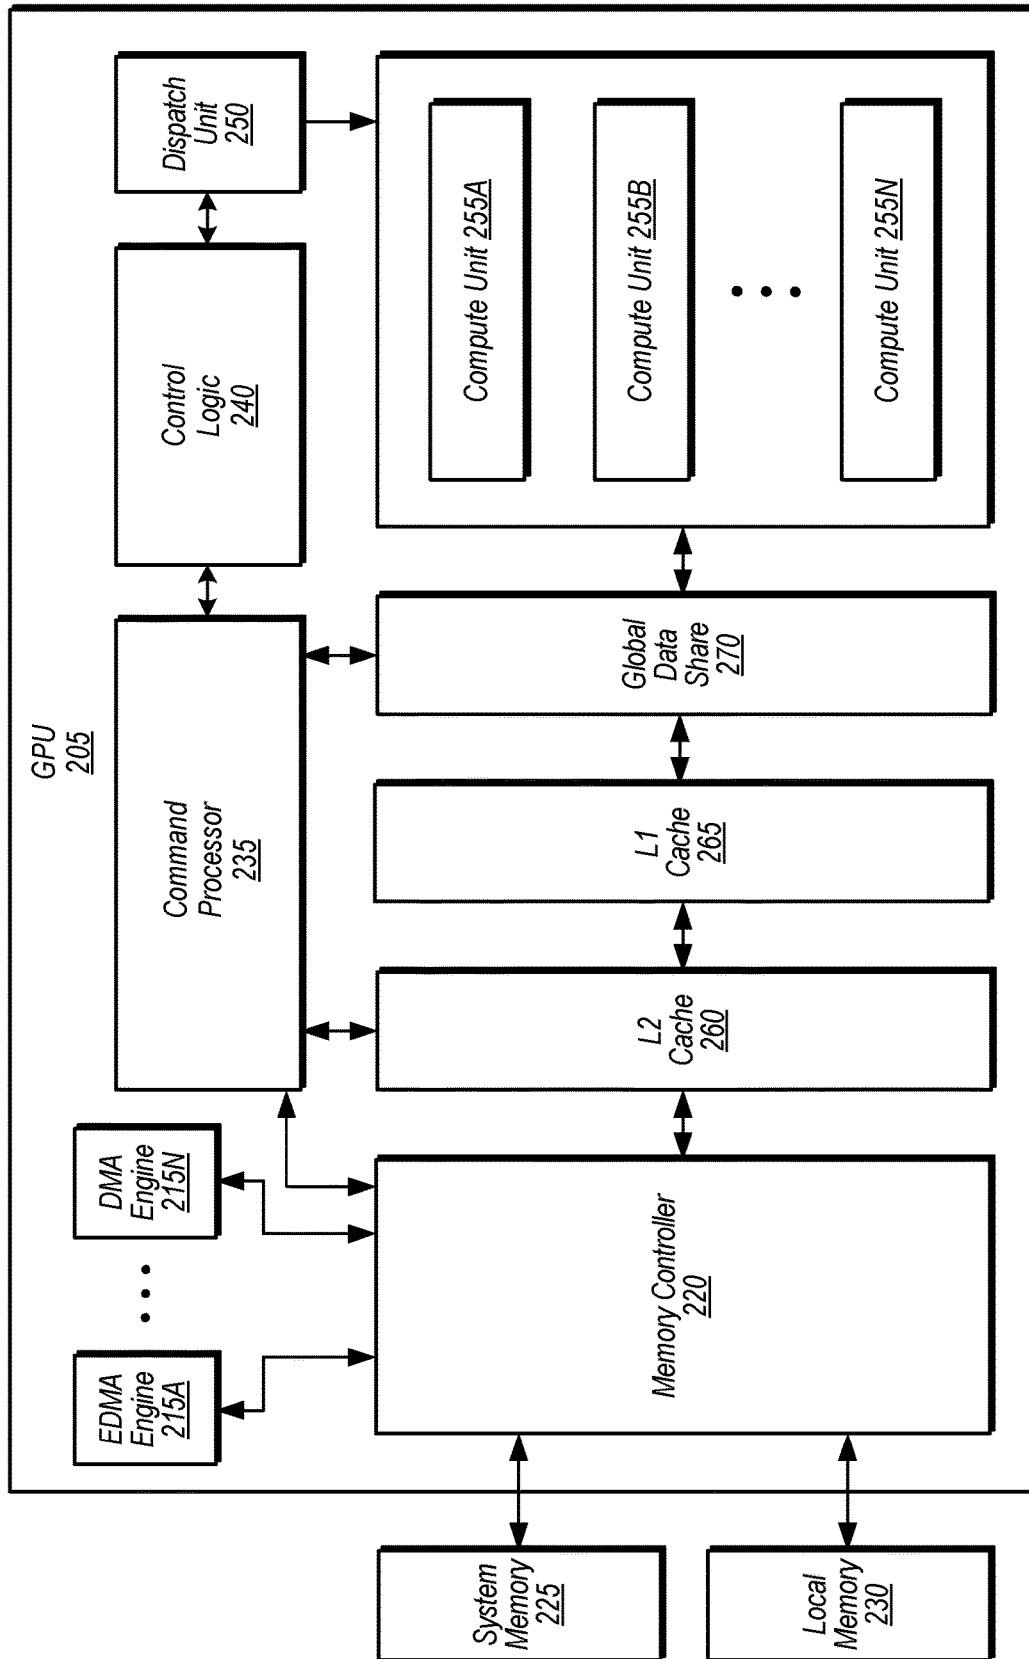 GPU
205
EDMA
Engine
215A
DMA
Engine
215N
Command
Processor
235
Control
Logic
240
Dispatch
Unit
250
System
Memory
225
Local
Memory
230
Memory Controller
220
L2
Cache
260
L1
Cache
265
Global
Data
Share
270
Compute Unit 255A
Compute Unit 255B
Compute Unit 255N